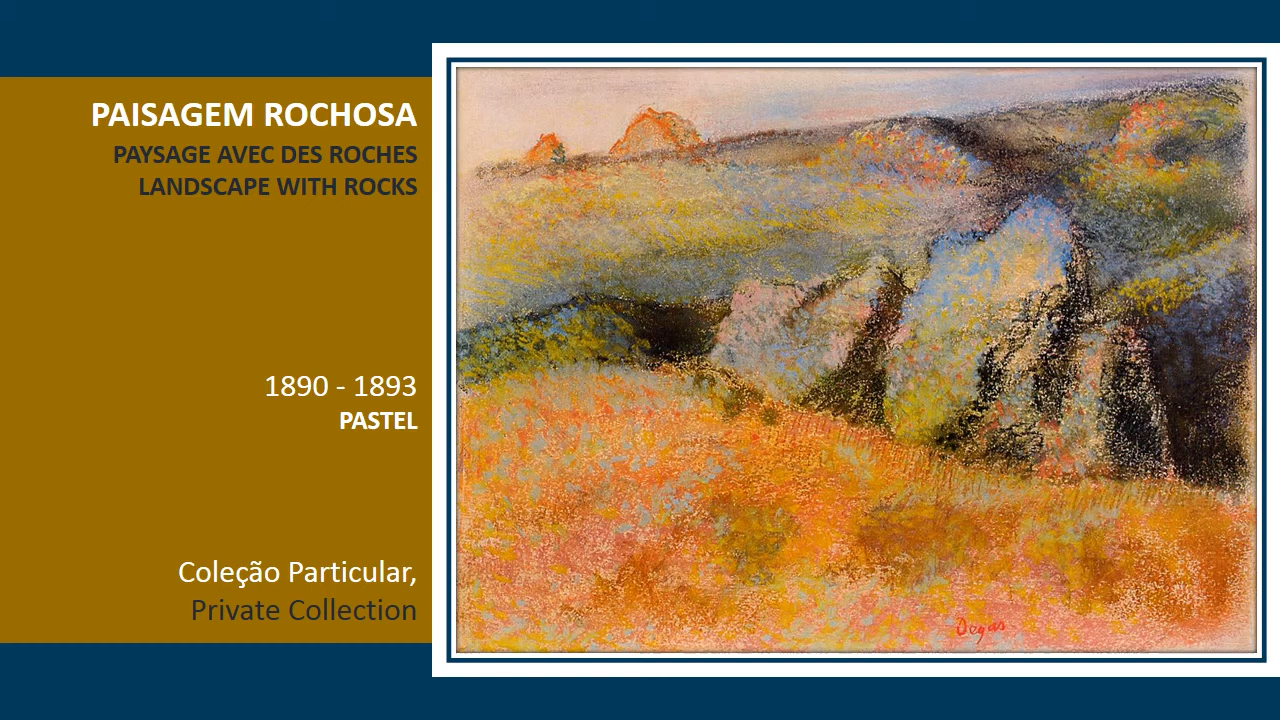 PAISAGEM ROCHOSA
PAYSAGE AVEC DES ROCHES
LANDSCAPE WITH ROCKS
1890 - 1893
PASTEL
Coleção Particular,
Private Collection
Degas